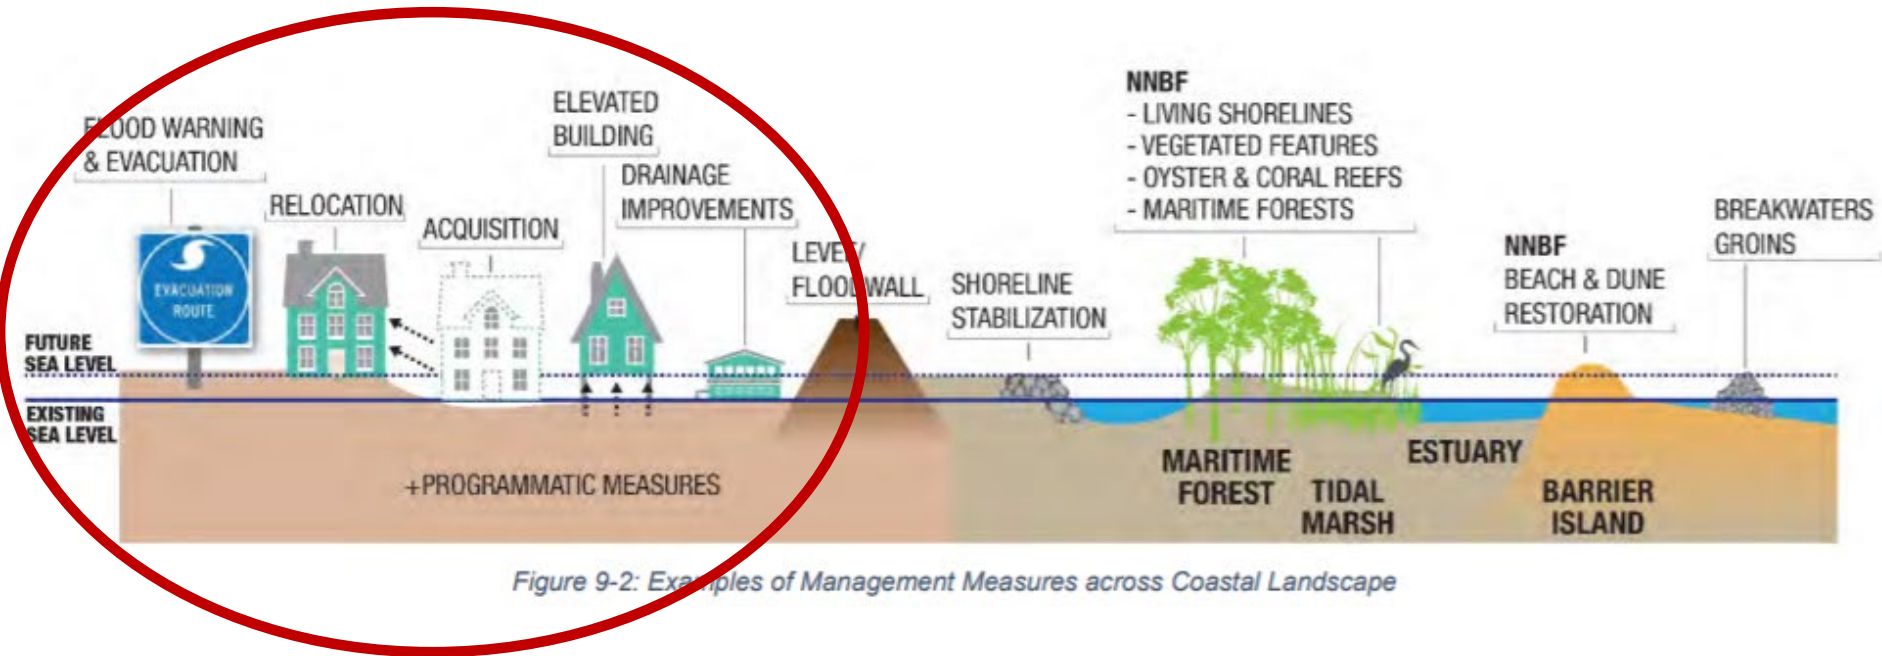 FLOOD WARNING
& EVACUATION
RELOCATION
ACQUISITION
ELEVATED
BUILDING
DRAINAGE
IMPROVEMENTS
LEVEE/
FLOODWALL
SHORELINE
STABILIZATION
NNBF
- LIVING SHORELINES
- VEGETATED FEATURES
- OYSTER & CORAL REEFS
- MARITIME FORESTS
NNBF
BEACH & DUNE
RESTORATION
BREAKWATERS
GROINS
EVACUATION
ROUTE
FUTURE
SEA LEVEL
EXISTING
SEA LEVEL
+PROGRAMMATIC MEASURES
MARITIME
FOREST
TIDAL
MARSH
ESTUARY
BARRIER
ISLAND
Figure 9-2: Examples of Management Measures across Coastal Landscape